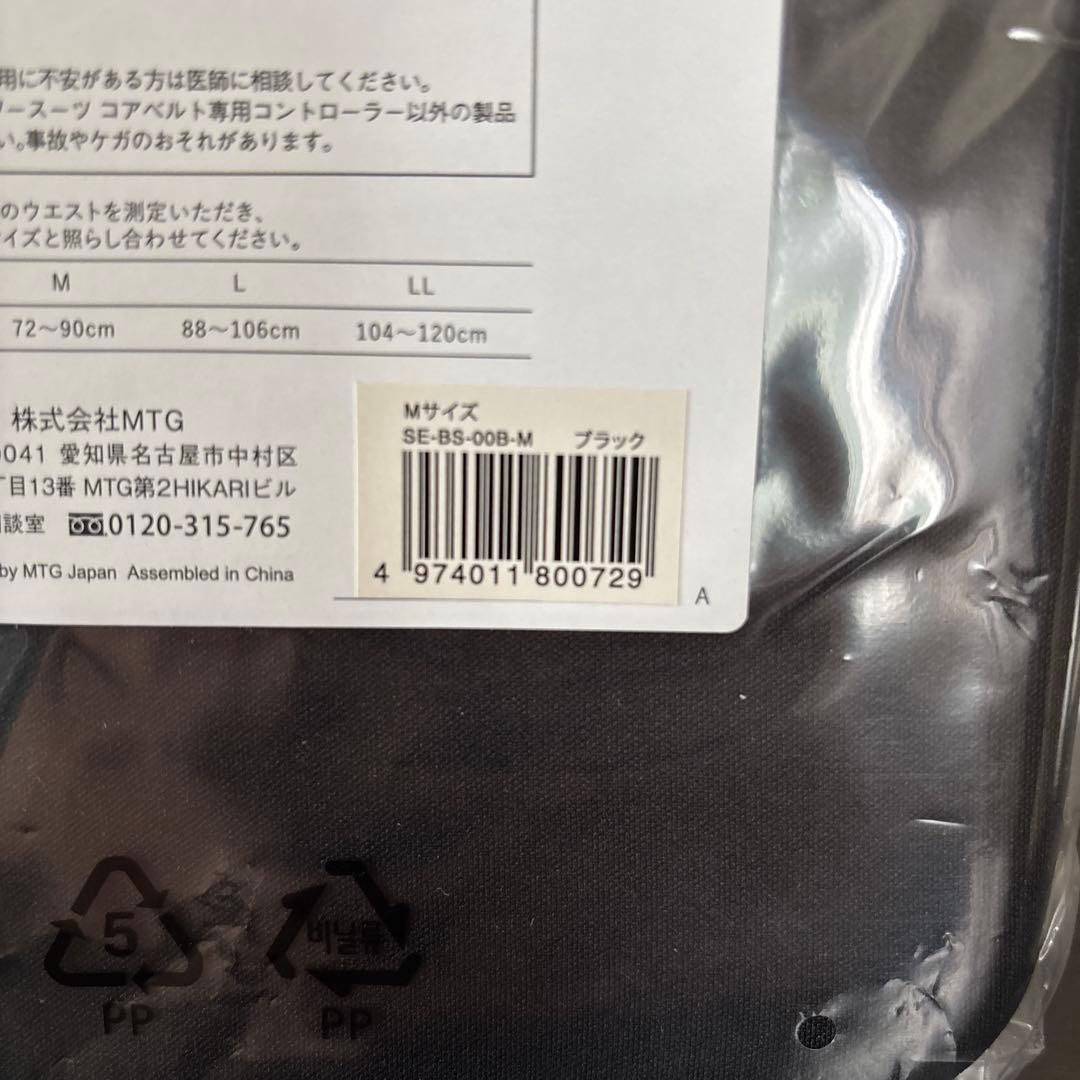 用に不安がある方は医師に相談してください。
ースーツ コアベルト専用コントローラー以外の製品
い。事故やケガのおそれがあります。
のウエストを測定いただき、
イズと照らし合わせてください。
M L LL
72〜90cm 88〜106cm 104〜120cm
株式会社MTG
0041 愛知県名古屋市中村区
丁目13番 MTG第2HIKARIビル
談室 0120-315-765
by MTG Japan Assembled in China
Mサイズ
SE-BS-00B-M ブラック
4 974011 800729
A
5 비닐류
PP PP